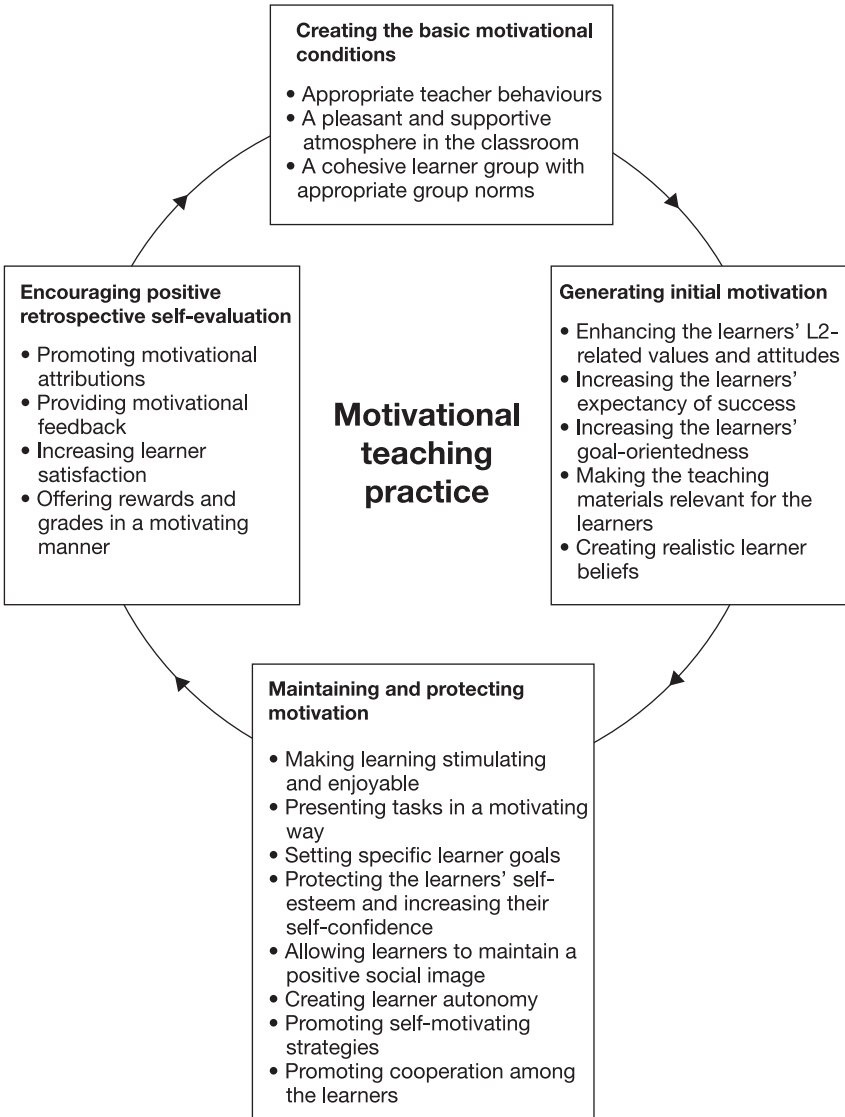 Creating the basic motivational
conditions
• Appropriate teacher behaviours
• A pleasant and supportive
atmosphere in the classroom
• A cohesive learner group with
appropriate group norms
Generating initial motivation
• Enhancing the learners’ L2-
related values and attitudes
• Increasing the learners’
expectancy of success
• Increasing the learners’
goal-orientedness
• Making the teaching
materials relevant for the
learners
• Creating realistic learner
beliefs
Encouraging positive
retrospective self-evaluation
• Promoting motivational
attributions
• Providing motivational
feedback
• Increasing learner
satisfaction
• Offering rewards and
grades in a motivating
manner
Motivational
teaching
practice
Maintaining and protecting
motivation
• Making learning stimulating
and enjoyable
• Presenting tasks in a motivating
way
• Setting specific learner goals
• Protecting the learners’ self-
esteem and increasing their
self-confidence
• Allowing learners to maintain a
positive social image
• Creating learner autonomy
• Promoting self-motivating
strategies
• Promoting cooperation among
the learners